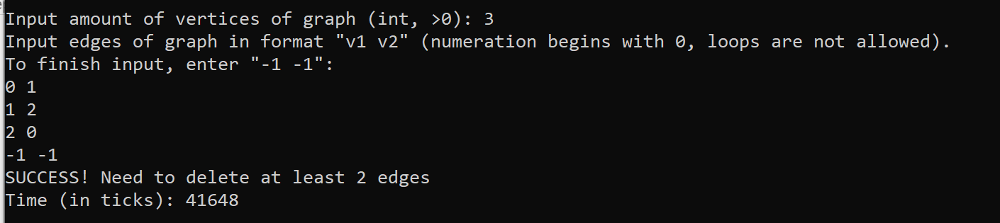 Input amount of vertices of graph (int, >0): 3
Input edges of graph in format "v1 v2" (numeration begins with 0, loops are not allowed).
To finish input, enter "-1 -1":
0 1
1 2
2 0
-1 -1
SUCCESS! Need to delete at least 2 edges
Time (in ticks): 41648